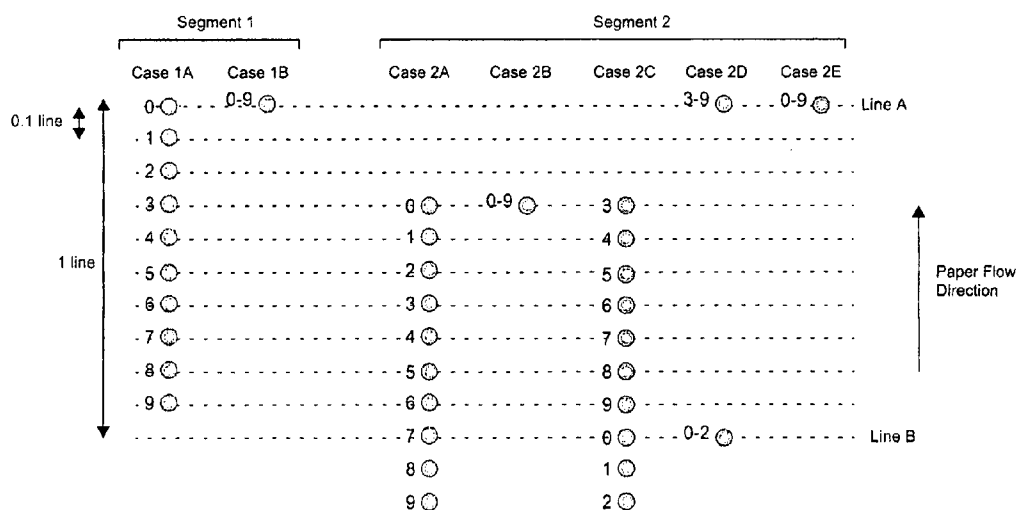 Segment 1 Segment 2
Case 1A Case 1B Case 2A Case 2B Case 2C Case 2D Case 2E
0 0-9 3-9 0-9 Line A
0.1 line
1
2
3 0 0-9 3
4 1 4
1 line 5 2 5 Paper Flow
6 3 6 Direction
7 4 7
8 5 8
9 6 9
7 0 0-2 Line B
8 1
9 2